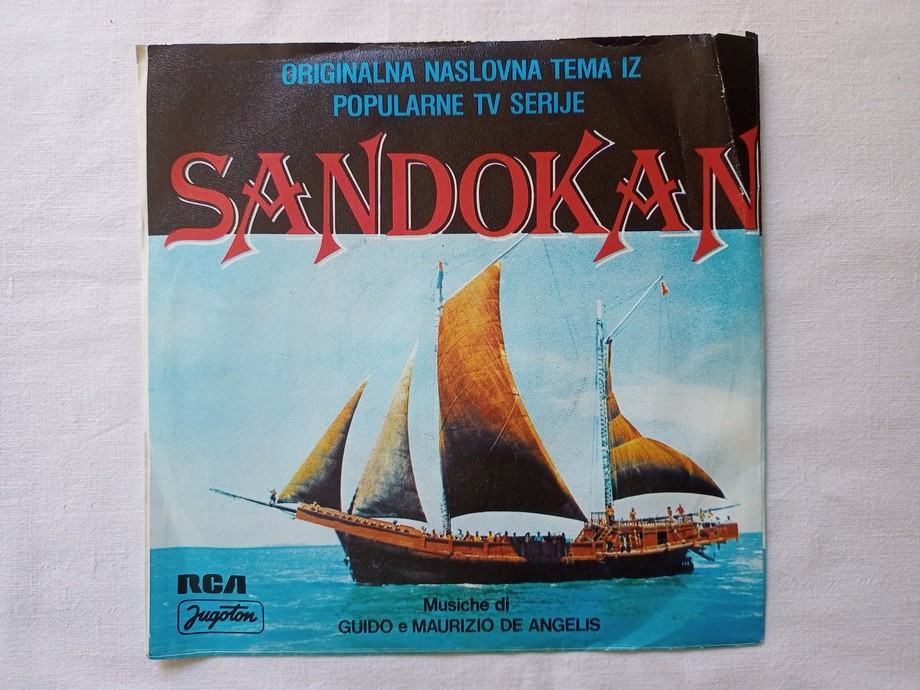 ORIGINALNA NASLOVNA TEMA IZ
POPULARNE TV SERIJE
SANDOKAN
RCA
Jugoton
Musiche di
GUIDO e MAURIZIO DE ANGELIS